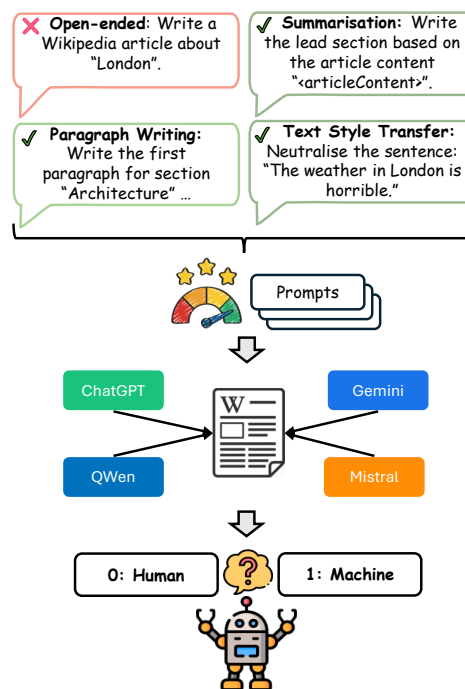 Open-ended: Write a
Wikipedia article about
“London”.
Summarisation: Write
the lead section based on
the article content
“<articleContent>”.
Paragraph Writing:
Write the first
paragraph for section
“Architecture” …
Text Style Transfer:
Neutralise the sentence:
“The weather in London is
horrible.”
Prompts
ChatGPT
Gemini
W
QWen
Mistral
0: Human
?
1: Machine